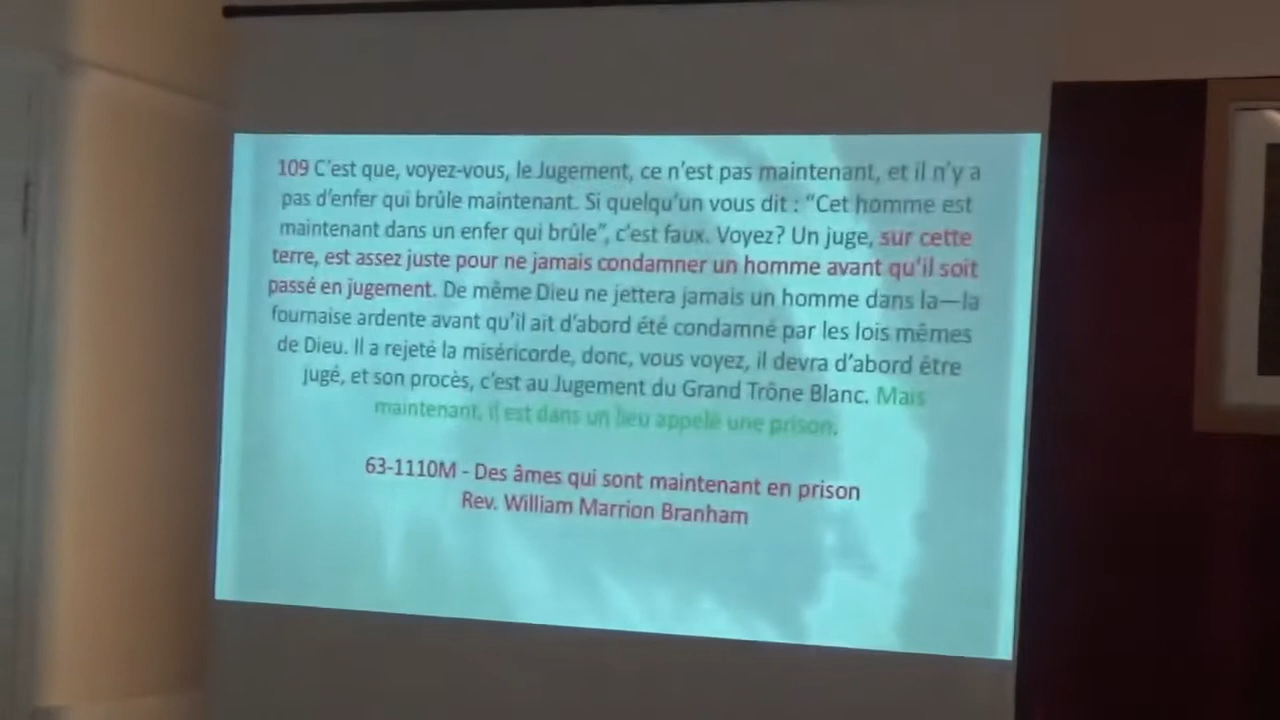 109 C'est que, voyez-vous, le Jugement, ce n'est pas maintenant, et il n'y a
pas d'enfer qui brûle maintenant. Si quelqu'un vous dit : "Cet homme est
maintenant dans un enfer qui brûle", c'est faux. Voyez? Un juge, sur cette
terre, est assez juste pour ne jamais condamner un homme avant qu'il soit
passé en jugement. De même Dieu ne jettera jamais un homme dans la—la
fournaise ardente avant qu'il ait d'abord été condamné par les lois mêmes
de Dieu. Il a rejeté la miséricorde, donc, vous voyez, il devra d'abord être
jugé, et son procès, c'est au Jugement du Grand Trône Blanc. Mais
maintenant, il est dans un lieu appelé une prison.
63-1110M - Des âmes qui sont maintenant en prison
Rev. William Marrion Branham